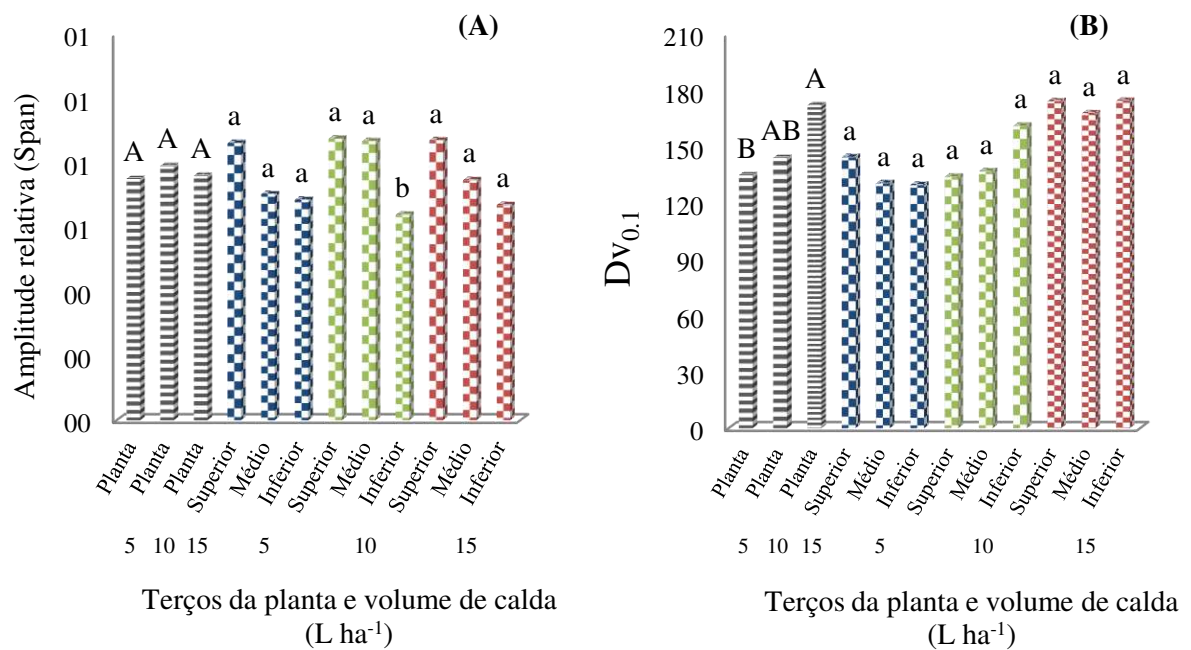 (A)
Amplitude relativa (Span)
01
01
01
01
00
00
00
A A A a a a a a b a a a
Planta Planta Planta Superior Médio Inferior Superior Médio Inferior Superior Médio Inferior
5 10 15 5 10 15
Terços da planta e volume de calda
(L ha⁻¹)
(B)
Dv0.1
210
180
150
120
90
60
30
0
B AB A a a a a a a a a a
Planta Planta Planta Superior Médio Inferior Superior Médio Inferior Superior Médio Inferior
5 10 15 5 10 15
Terços da planta e volume de calda
(L ha⁻¹)